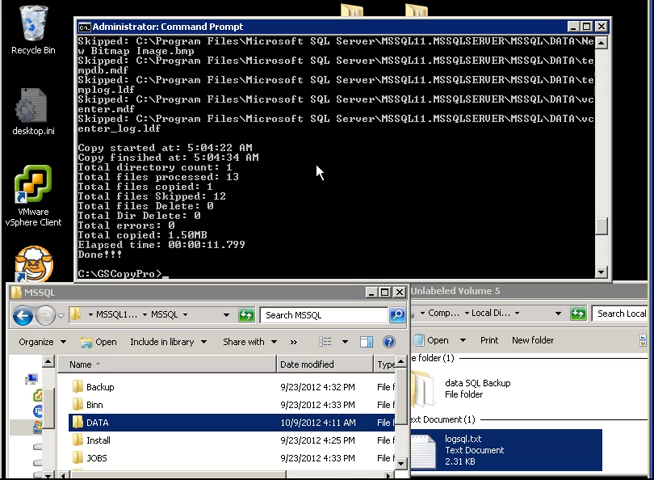 Recycle Bin
desktop.ini
VMware
vSphere Client
Administrator: Command Prompt
Skipped: C:\Program Files\Microsoft SQL Server\MSSQL11.MSSQLSERVER\MSSQL\DATA\Ne
w Bitmap Image.bmp
Skipped: C:\Program Files\Microsoft SQL Server\MSSQL11.MSSQLSERVER\MSSQL\DATA\te
mpdb.mdf
Skipped: C:\Program Files\Microsoft SQL Server\MSSQL11.MSSQLSERVER\MSSQL\DATA\te
mplog.ldf
Skipped: C:\Program Files\Microsoft SQL Server\MSSQL11.MSSQLSERVER\MSSQL\DATA\vc
enter.mdf
Skipped: C:\Program Files\Microsoft SQL Server\MSSQL11.MSSQLSERVER\MSSQL\DATA\vc
enter_log.ldf
Copy started at: 5:04:22 AM
Copy finsihed at: 5:04:34 AM
Total directory count: 1
Total files processed: 13
Total files copied: 1
Total files Skipped: 12
Total files Delete: 0
Total Dir Delete: 0
Total errors: 0
Total copied: 1.50MB
Elapsed time: 00:00:11.799
Done!!!
C:\GSCopyPro>_
MSSQL
MSSQL1... MSSQL
Search MSSQL
Organize Open Include in library Share with »
Name Date modified Type
Backup 9/23/2012 4:32 PM File f
Binn 9/23/2012 4:33 PM File f
DATA 10/9/2012 4:11 AM File f
Install 9/23/2012 4:25 PM File f
JOBS 9/23/2012 4:33 PM File f
Unlabeled Volume 5
Comp... Local Di...
Search Local
Open Print New folder
e folder (1)
data SQL Backup
File folder
ext Document (1)
logsql.txt
Text Document
2.31 KB